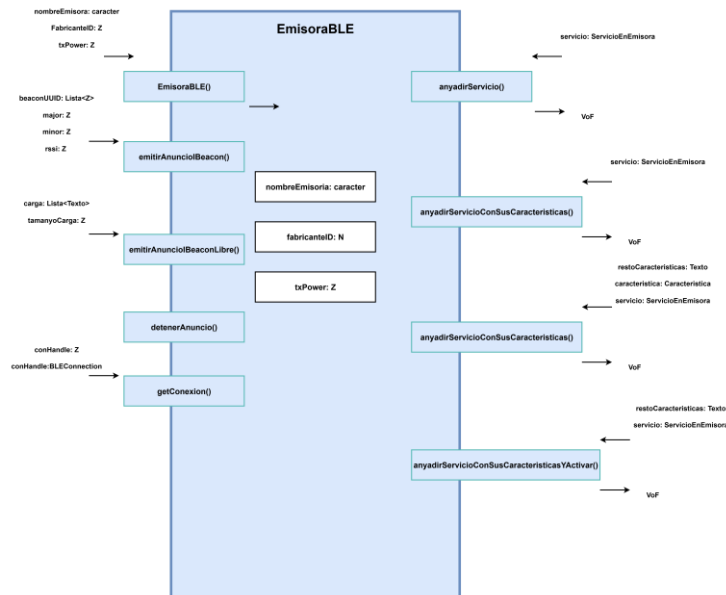 EmisoraBLE
nombreEmisora: caracter
FabricanteID: Z
txPower: Z
EmisoraBLE()
beaconUUID: Lista<Z>
major: Z
minor: Z
rssi: Z
emitirAnuncioIBeacon()
carga: Lista<Texto>
tamanyoCarga: Z
emitirAnuncioIBeaconLibre()
detenerAnuncio()
conHandle: Z
conHandle:BLEConnection
getConexion()
nombreEmisoria: caracter
fabricanteID: N
txPower: Z
servicio: ServicioEnEmisora
anyadirServicio()
VoF
servicio: ServicioEnEmisora
anyadirServicioConSusCaracteristicas()
VoF
restoCaracteristicas: Texto
caracteristica: Caracteristica
servicio: ServicioEnEmisora
anyadirServicioConSusCaracteristicas()
VoF
restoCaracteristicas: Texto
servicio: ServicioEnEmisora
anyadirServicioConSusCaracteristicasYActivar()
VoF